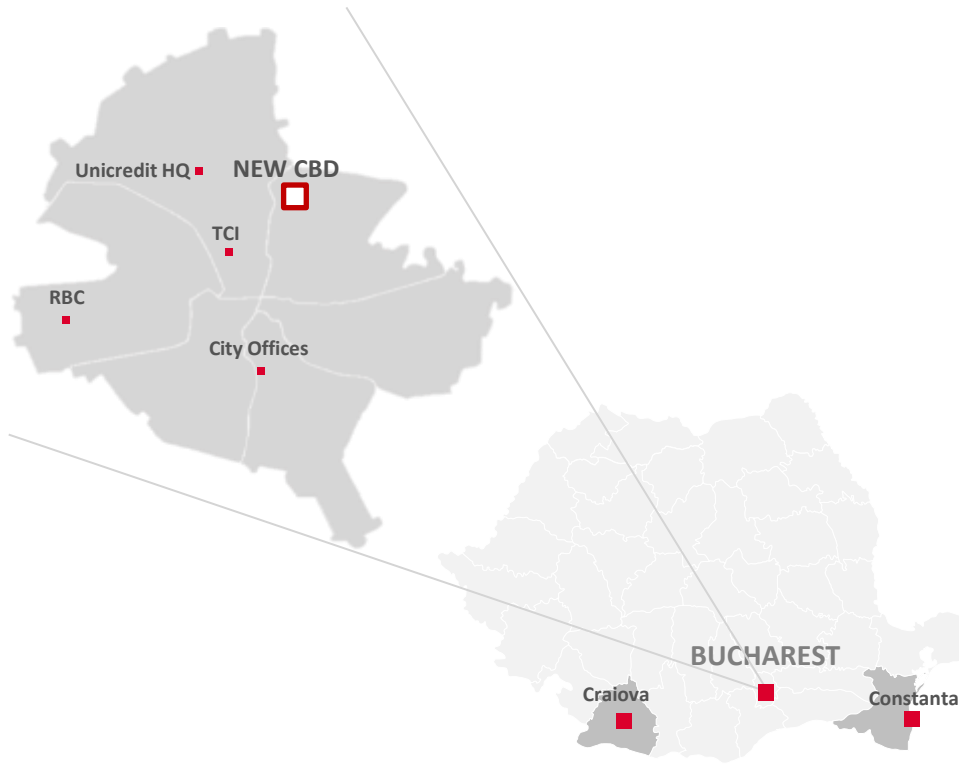 Unicredit HQ
NEW CBD
TCI
RBC
City Offices
BUCHAREST
Craiova
Constanta